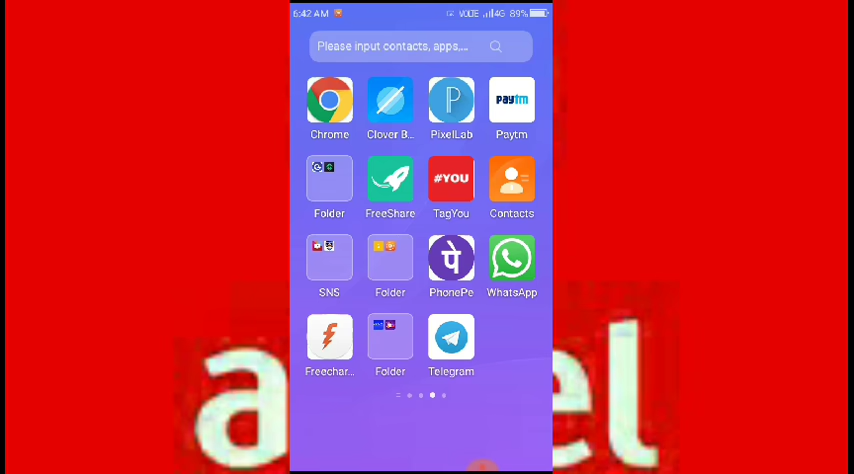 6:42 AM VOLTE 4G 89%
Please input contacts, apps,...
PAYTM
Chrome Clover B... PixelLab Paytm
#YOU
Folder FreeShare TagYou Contacts
पे
SNS Folder PhonePe WhatsApp
Freechar... Folder Telegram
a el